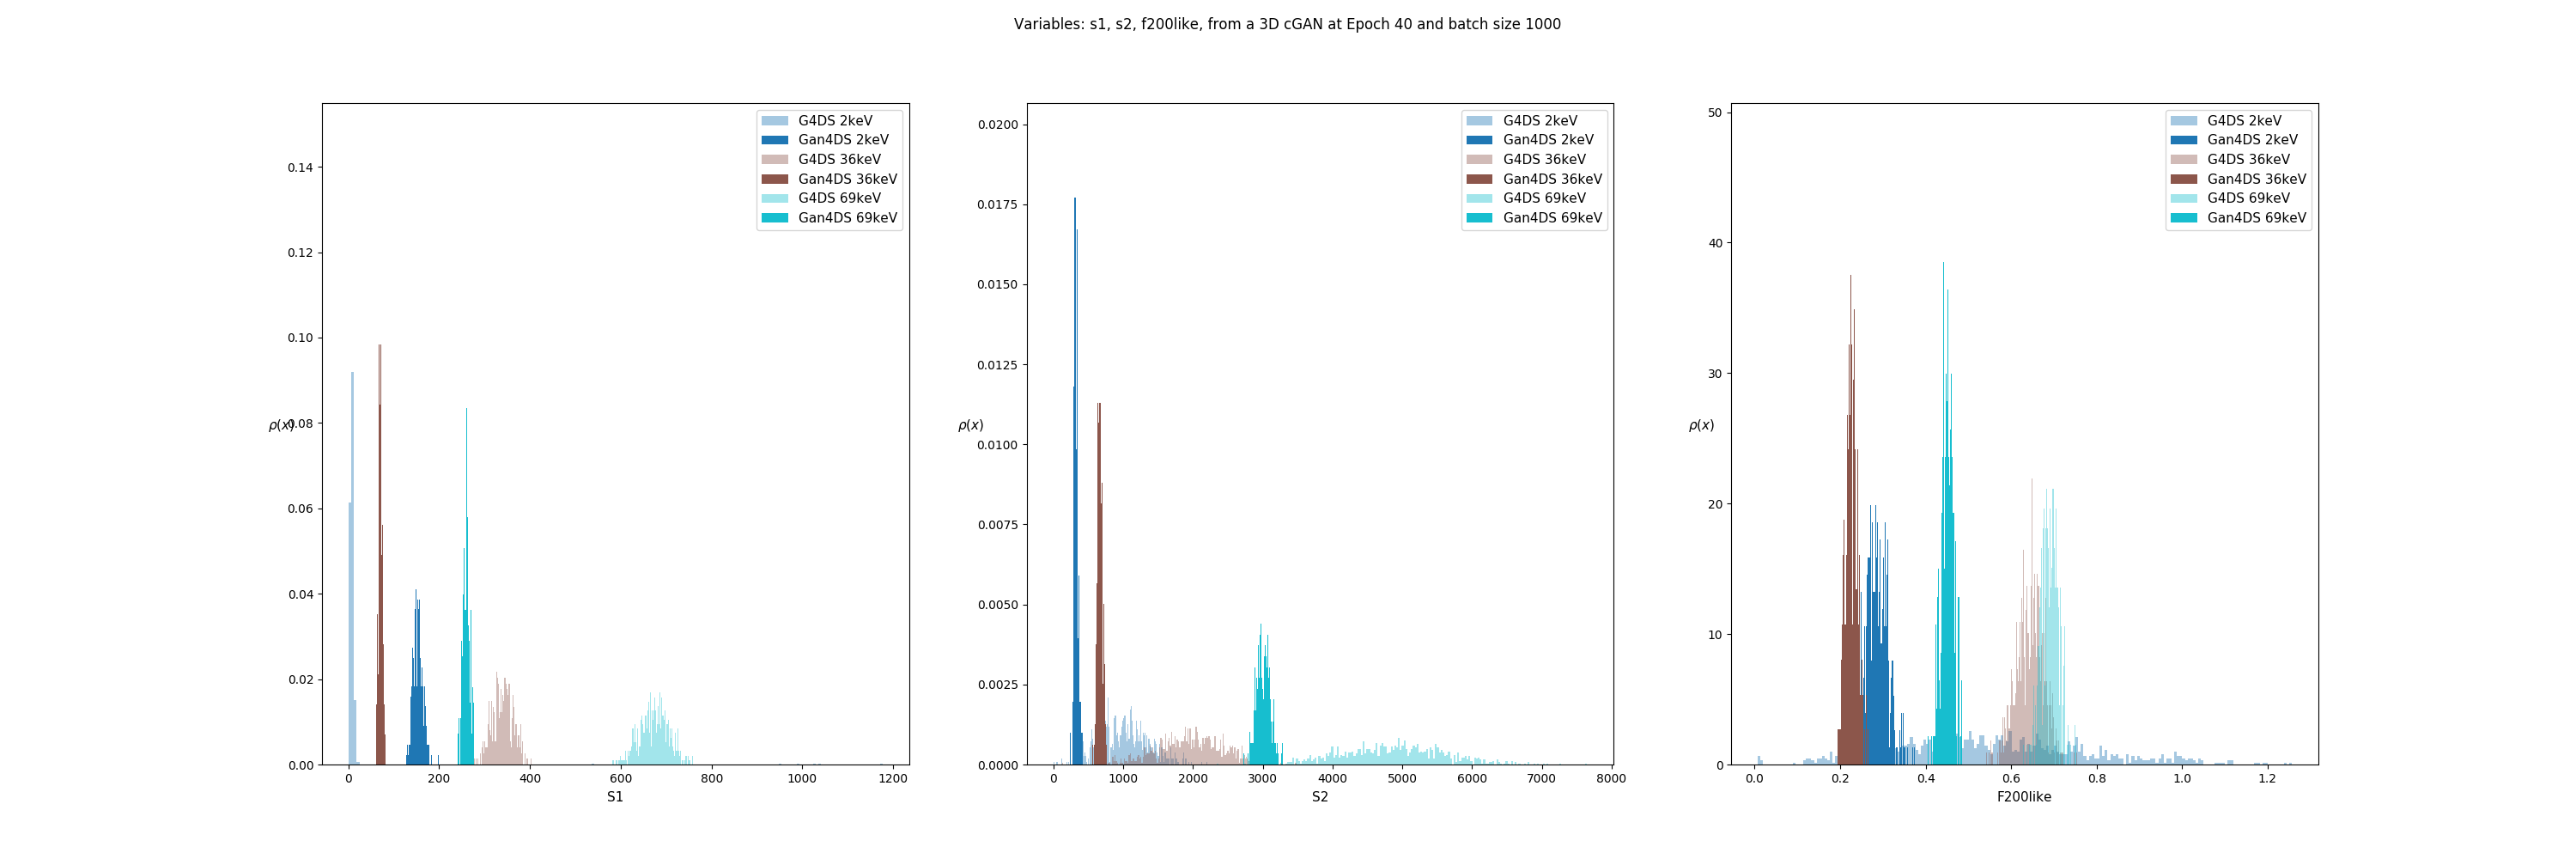 Variables: s1, s2, f200like, from a 3D cGAN at Epoch 40 and batch size 1000
G4DS 2keV
Gan4DS 2keV
G4DS 36keV
Gan4DS 36keV
G4DS 69keV
Gan4DS 69keV
0.14
0.12
0.10
0.08
0.06
0.04
0.02
0.00
ρ(x)
0 200 400 600 800 1000 1200
S1
G4DS 2keV
Gan4DS 2keV
G4DS 36keV
Gan4DS 36keV
G4DS 69keV
Gan4DS 69keV
0.0200
0.0175
0.0150
0.0125
0.0100
0.0075
0.0050
0.0025
0.0000
ρ(x)
0 1000 2000 3000 4000 5000 6000 7000 8000
S2
G4DS 2keV
Gan4DS 2keV
G4DS 36keV
Gan4DS 36keV
G4DS 69keV
Gan4DS 69keV
50
40
30
20
10
0
ρ(x)
0.0 0.2 0.4 0.6 0.8 1.0 1.2
F200like